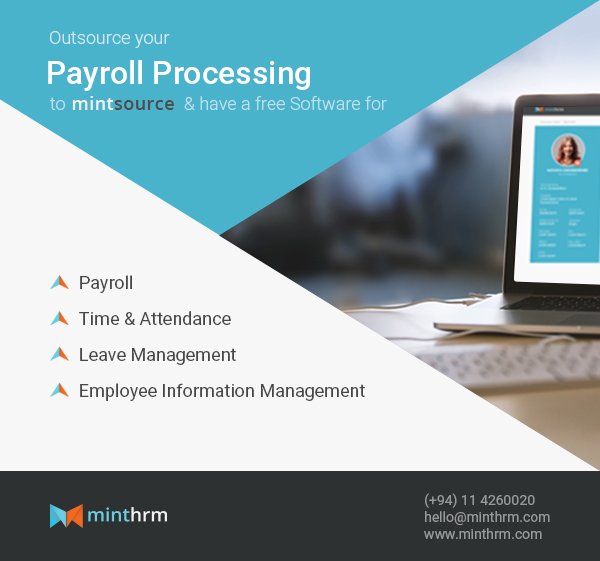 Outsource your
Payroll Processing
to mintsource & have a free Software for
minthrm
Payroll
Time & Attendance
Leave Management
Employee Information Management
minthrm
(+94) 11 4260020
hello@minthrm.com
www.minthrm.com